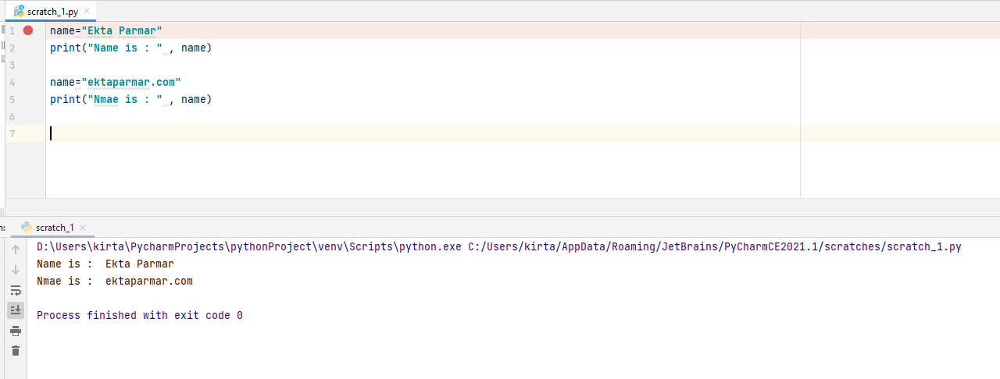 scratch_1.py
1 name="Ekta Parmar"
2 print("Name is : " , name)
3
4 name="ektaparmar.com"
5 print("Nmae is : " , name)
6
7
n: scratch_1
D:\Users\kirta\PycharmProjects\pythonProject\venv\Scripts\python.exe C:/Users/kirta/AppData/Roaming/JetBrains/PyCharmCE2021.1/scratches/scratch_1.py
Name is :  Ekta Parmar
Nmae is :  ektaparmar.com
Process finished with exit code 0